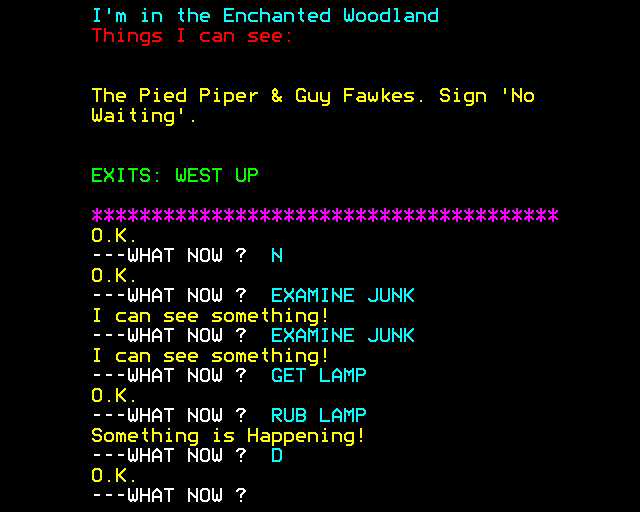 I'm in the Enchanted Woodland
Things I can see:
The Pied Piper & Guy Fawkes. Sign 'No
Waiting'.
EXITS: WEST UP
***************************************
O.K.
---WHAT NOW ?  N
O.K.
---WHAT NOW ?  EXAMINE JUNK
I can see something!
---WHAT NOW ?  EXAMINE JUNK
I can see something!
---WHAT NOW ?  GET LAMP
O.K.
---WHAT NOW ?  RUB LAMP
Something is Happening!
---WHAT NOW ?  D
O.K.
---WHAT NOW ?